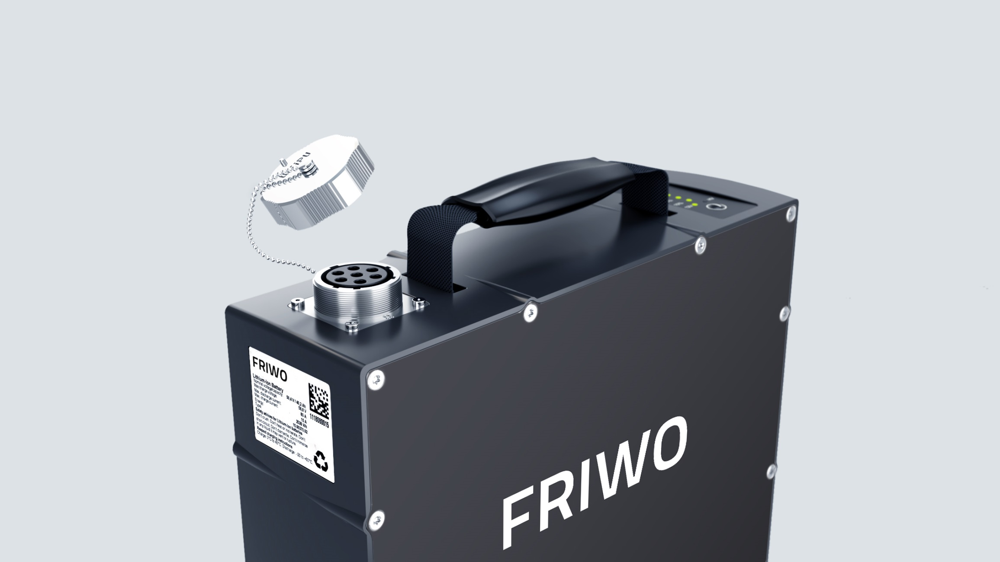 FRIWO
Lithium-Ion Battery
Nominal voltage/capacity: 50,4 V / 40,2 Ah
Max. charge voltage: 58,8 V
Max. discharge current: 80 A
Max. charge current: 15 A
Energy: 2026 Wh
Type: 10.00370.02
Safety advices for Lithium-Ion batteries
Don't crush. Don't heat or incinerate. Don't
short-circuit. Don't dismantle. Don't immerse
in any liquid it may vent or rupture.
Respect charging instructions
Charge: 0°C to 45°C. Discharge: -20 to +60°C.
1118080015
FRIWO